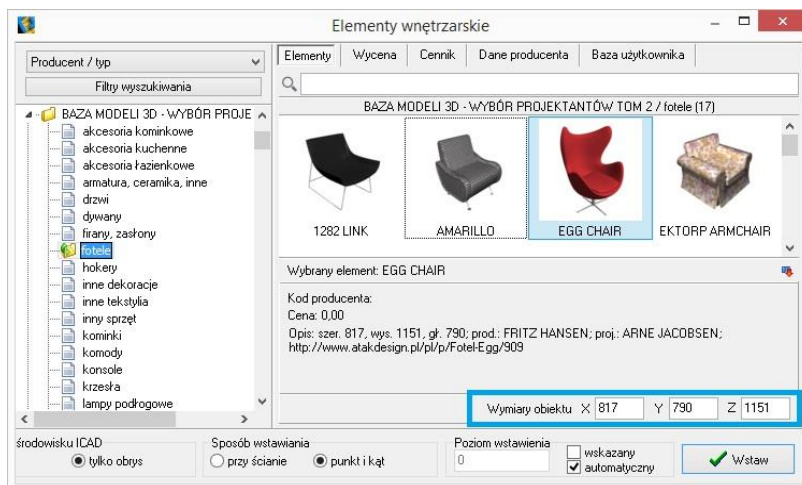 Elementy wnętrzarskie
Producent / typ
Filtry wyszukiwania
BAZA MODELI 3D - WYBÓR PROJE
akcesoria kominkowe
akcesoria kuchenne
akcesoria łazienkowe
armatura, ceramika, inne
drzwi
dywany
firany, zasłony
fotele
hokery
inne dekoracje
inne tekstylia
inny sprzęt
kominki
komody
konsole
krzesła
lampy podłogowe
Elementy Wycena Cennik Dane producenta Baza użytkownika
BAZA MODELI 3D - WYBÓR PROJEKTANTÓW TOM 2 / fotele (17)
1282 LINK AMARILLO EGG CHAIR EKTORP ARMCHAIR
Wybrany element: EGG CHAIR
Kod producenta:
Cena: 0,00
Opis: szer. 817, wys. 1151, gł. 790; prod.: FRITZ HANSEN; proj.: ARNE JACOBSEN;
http://www.atakdesign.pl/pl/p/Fotel-Egg/909
Wymiary obiektu X 817 Y 790 Z 1151
środowisku ICAD
tylko obrys
Sposób wstawiania
przy ścianie punkt i kąt
Poziom wstawienia
0
wskazany
automatyczny
Wstaw